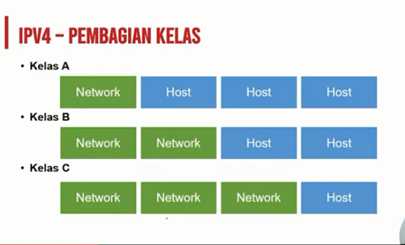 IPV4 – PEMBAGIAN KELAS
• Kelas A
Network Host Host Host
• Kelas B
Network Network Host Host
• Kelas C
Network Network Network Host